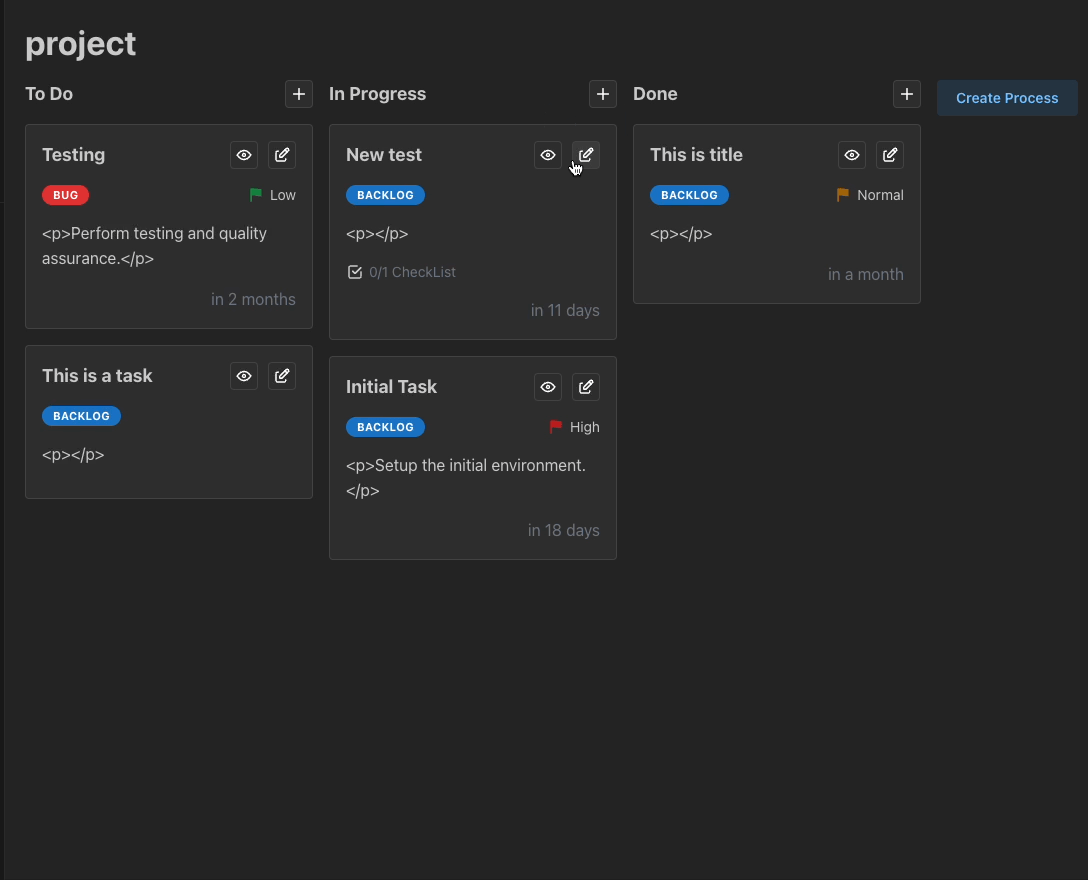 project
To Do
Testing
BUG
Low
<p>Perform testing and quality
assurance.</p>
in 2 months
This is a task
BACKLOG
<p></p>
In Progress
New test
BACKLOG
<p></p>
0/1 CheckList
in 11 days
Initial Task
BACKLOG
High
<p>Setup the initial environment.
</p>
in 18 days
Done
This is title
BACKLOG
Normal
<p></p>
in a month
Create Process